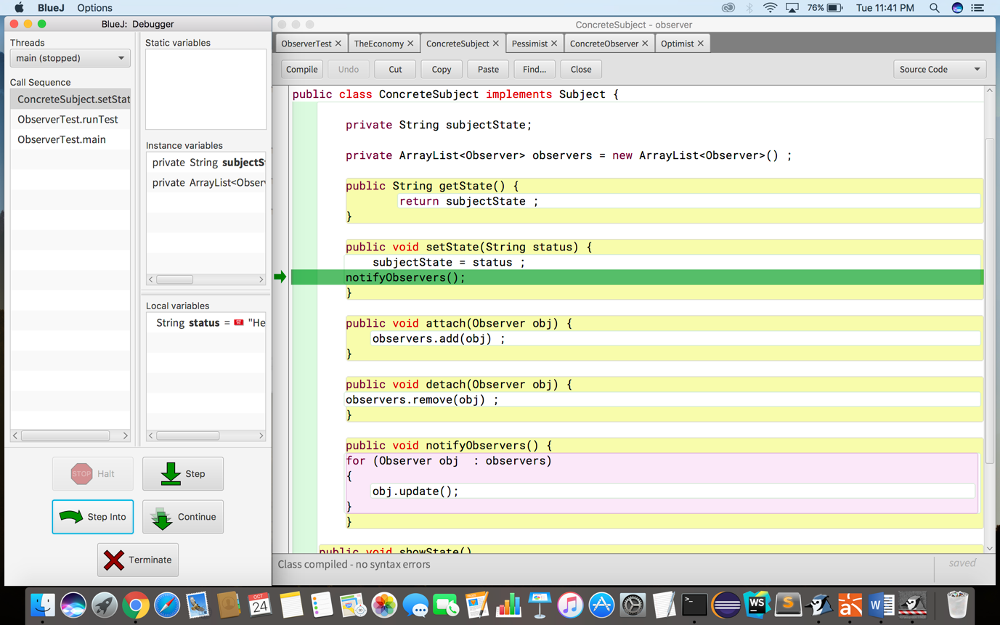 BlueJ Options
76% Tue 11:41 PM
BlueJ: Debugger
Threads
main (stopped)
Call Sequence
ConcreteSubject.setStat
ObserverTest.runTest
ObserverTest.main
Static variables
Instance variables
private String subjectS
private ArrayList<Observ
Local variables
String status = "He
STOP Halt
Step
Step Into
Continue
Terminate
ConcreteSubject - observer
ObserverTest TheEconomy ConcreteSubject Pessimist ConcreteObserver Optimist
Compile Undo Cut Copy Paste Find... Close Source Code
public class ConcreteSubject implements Subject {
private String subjectState;
private ArrayList<Observer> observers = new ArrayList<Observer>() ;
public String getState() {
return subjectState ;
}
public void setState(String status) {
subjectState = status ;
notifyObservers();
}
public void attach(Observer obj) {
observers.add(obj) ;
}
public void detach(Observer obj) {
observers.remove(obj) ;
}
public void notifyObservers() {
for (Observer obj : observers)
{
obj.update();
}
}
public void showState()
Class compiled - no syntax errors
saved
OCT
24
WS
S
W